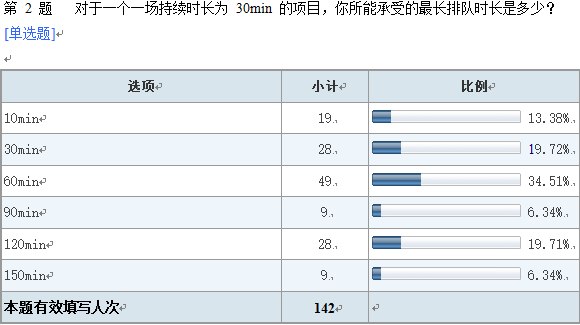 第 2 题 对于一个一场持续时长为 30min 的项目，你所能承受的最长排队时长是多少？
[单选题]
选项 小计 比例
10min 19 13.38%
30min 28 19.72%
60min 49 34.51%
90min 9 6.34%
120min 28 19.71%
150min 9 6.34%
本题有效填写人次 142